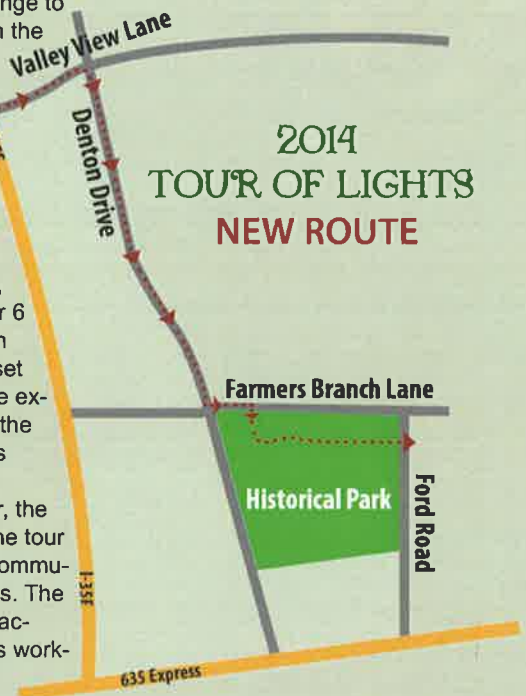 nge to
n the
Valley View Lane
Denton Drive
2014
TOUR OF LIGHTS
NEW ROUTE
r 6
n
set
e ex-
the
s
r, the
ne tour
ommu-
s. The
ac-
s work-
Farmers Branch Lane
Historical Park
Ford Road
I-35E
635 Express